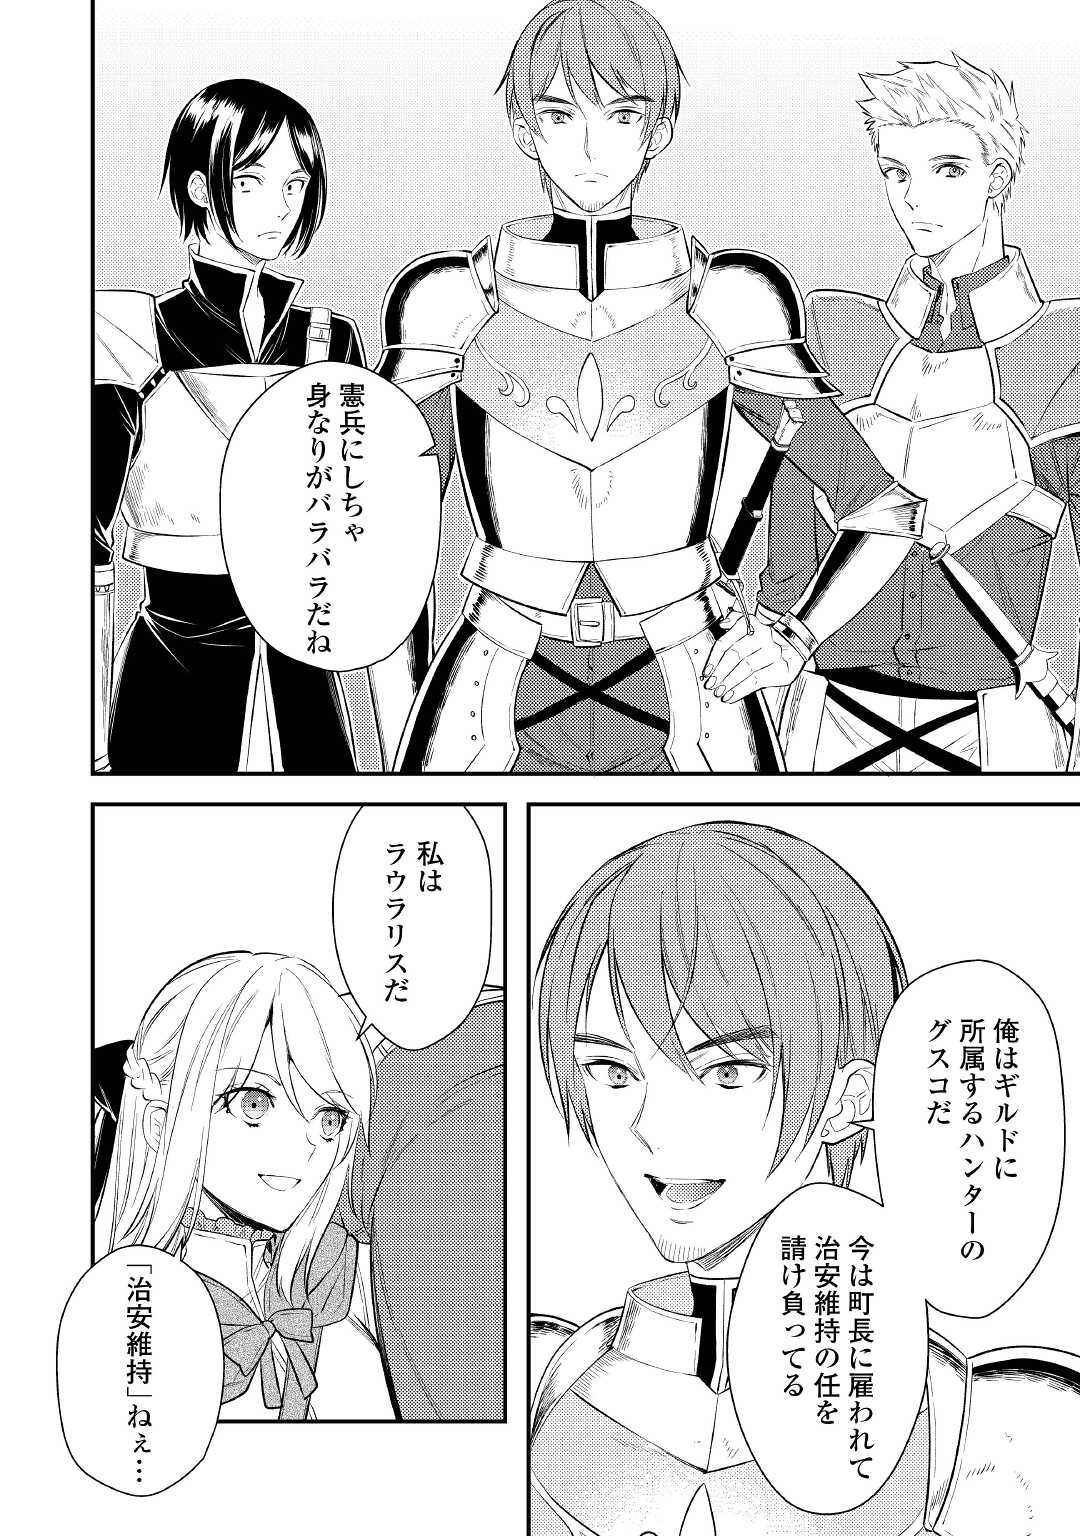 憲兵にしちゃ
身なりがバラバラだね
俺はギルドに
所属するハンターの
グスコだ
今は町長に雇われて
治安維持の任を
請け負ってる
私は
ラウラリスだ
「治安維持」ねぇ…